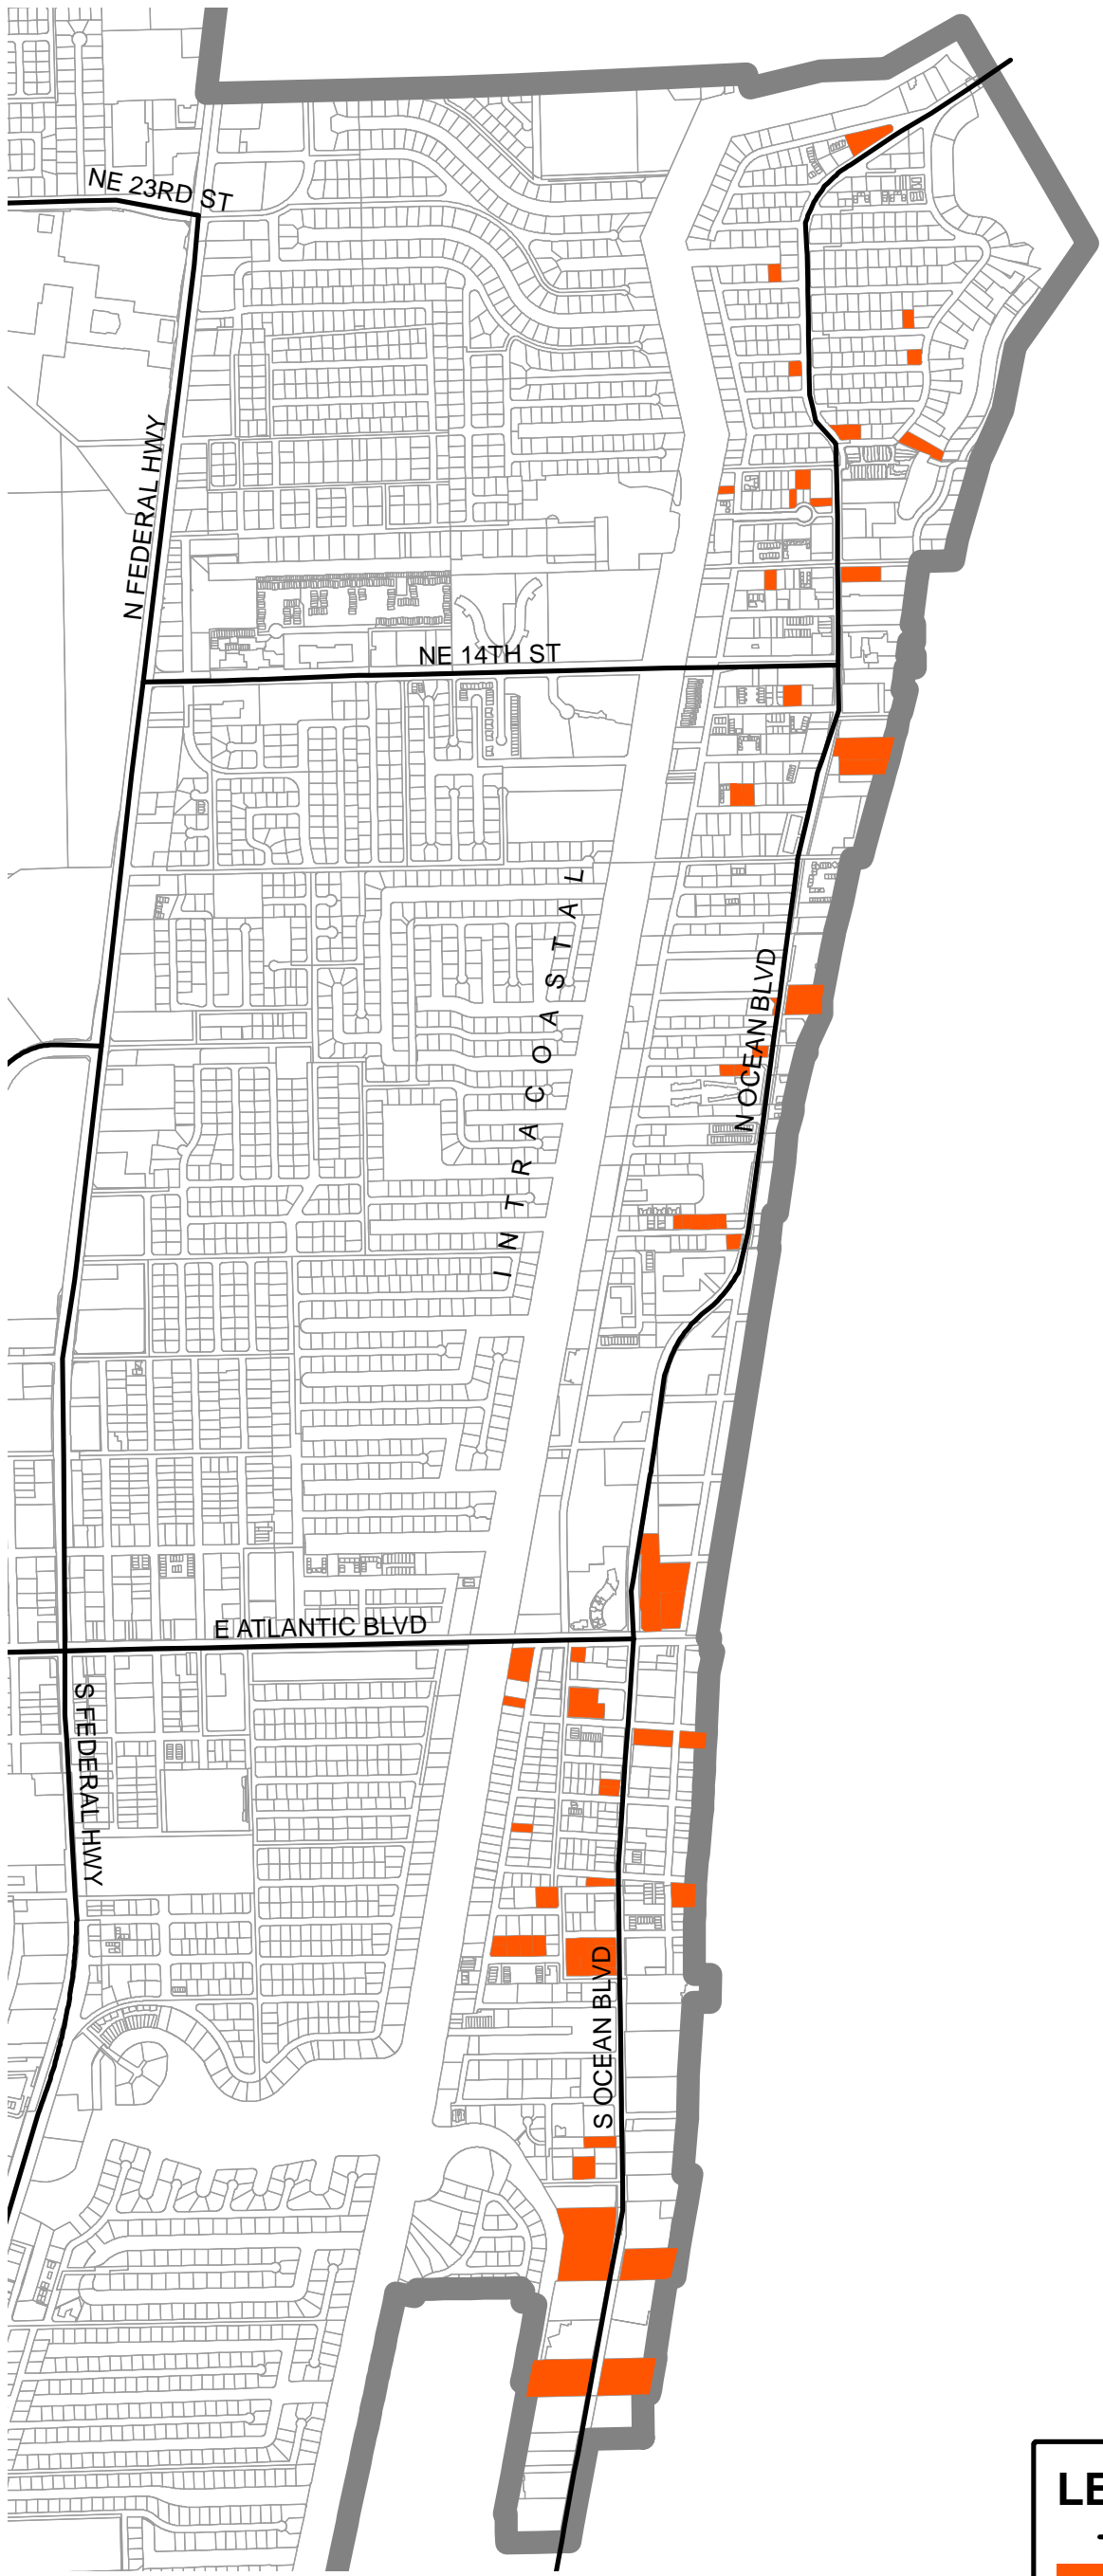 NE 23RD ST
N FEDERAL HWY
NE 14TH ST
INTRACOASTAL
N OCEAN BLVD
E ATLANTIC BLVD
S FEDERAL HWY
S OCEAN BLVD
LE